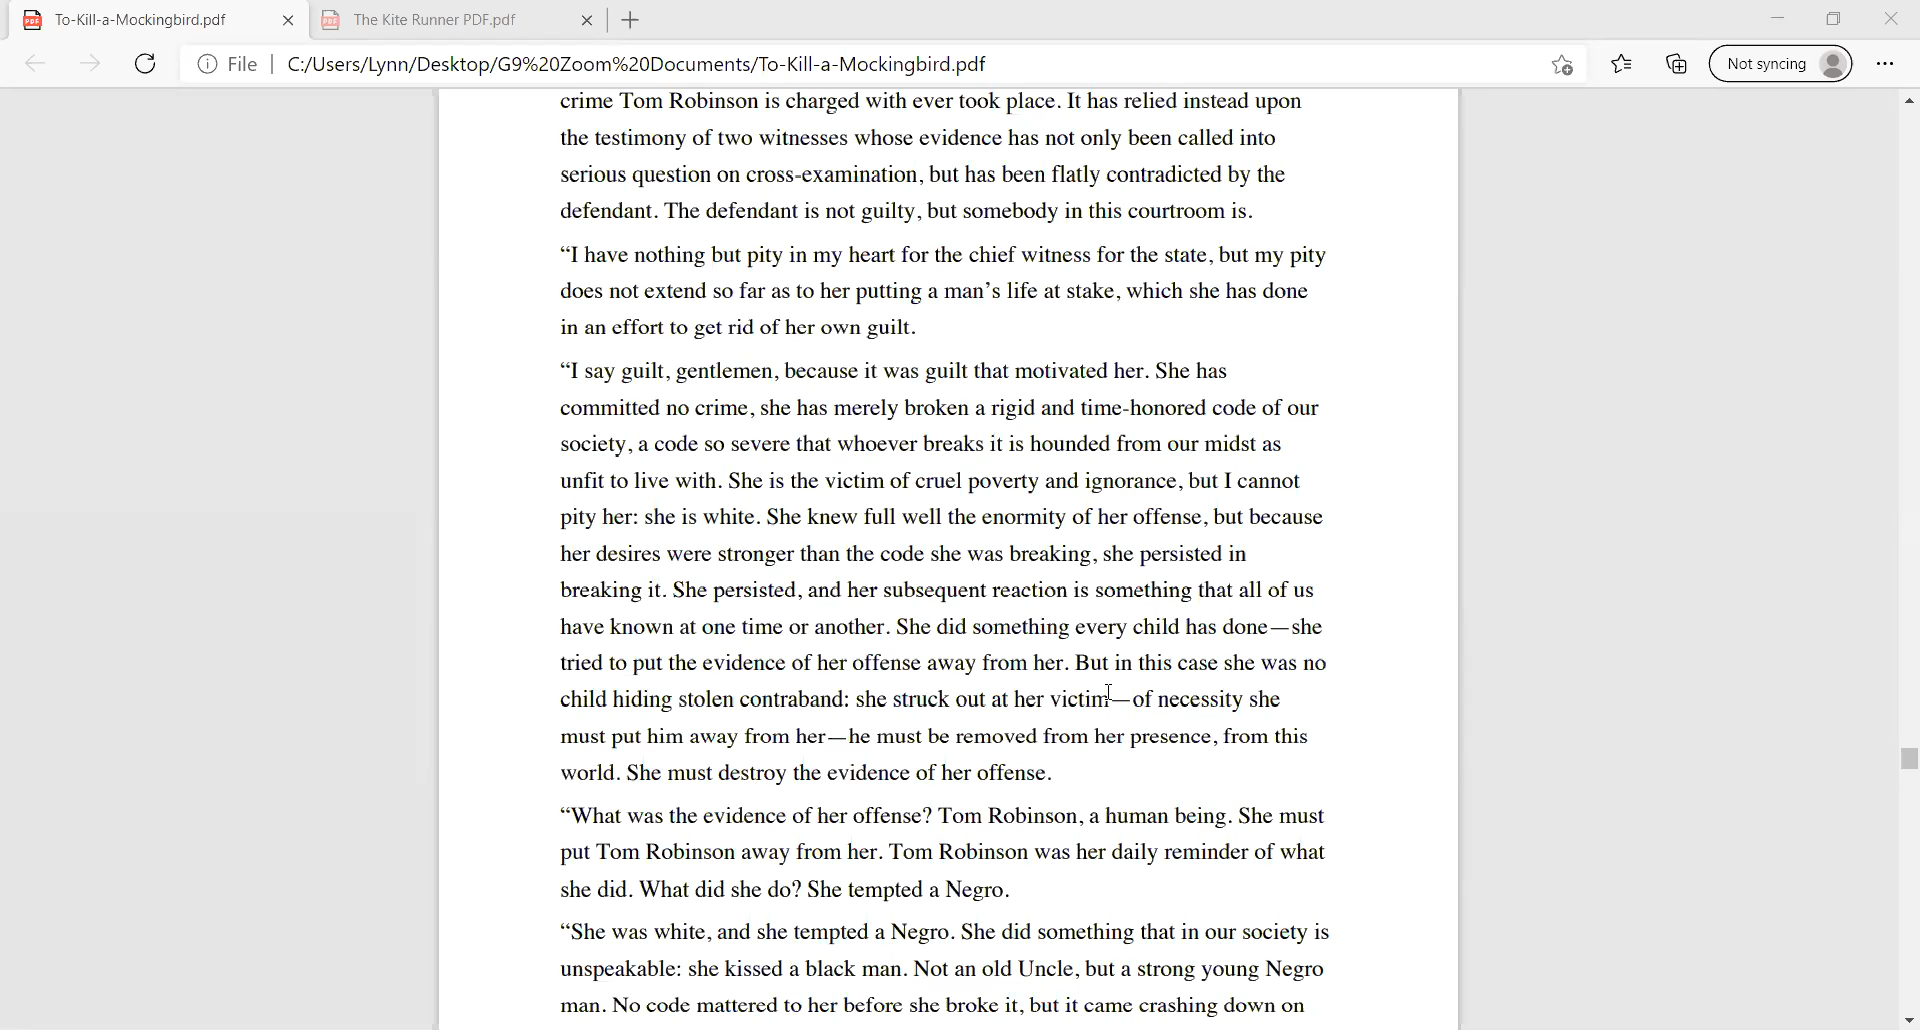 To-Kill-a-Mockingbird.pdf
The Kite Runner PDF.pdf
File
C:/Users/Lynn/Desktop/G9%20Zoom%20Documents/To-Kill-a-Mockingbird.pdf
Not syncing
crime Tom Robinson is charged with ever took place. It has relied instead upon
the testimony of two witnesses whose evidence has not only been called into
serious question on cross-examination, but has been flatly contradicted by the
defendant. The defendant is not guilty, but somebody in this courtroom is.
“I have nothing but pity in my heart for the chief witness for the state, but my pity
does not extend so far as to her putting a man’s life at stake, which she has done
in an effort to get rid of her own guilt.
“I say guilt, gentlemen, because it was guilt that motivated her. She has
committed no crime, she has merely broken a rigid and time-honored code of our
society, a code so severe that whoever breaks it is hounded from our midst as
unfit to live with. She is the victim of cruel poverty and ignorance, but I cannot
pity her: she is white. She knew full well the enormity of her offense, but because
her desires were stronger than the code she was breaking, she persisted in
breaking it. She persisted, and her subsequent reaction is something that all of us
have known at one time or another. She did something every child has done—she
tried to put the evidence of her offense away from her. But in this case she was no
child hiding stolen contraband: she struck out at her victim—of necessity she
must put him away from her—he must be removed from her presence, from this
world. She must destroy the evidence of her offense.
“What was the evidence of her offense? Tom Robinson, a human being. She must
put Tom Robinson away from her. Tom Robinson was her daily reminder of what
she did. What did she do? She tempted a Negro.
“She was white, and she tempted a Negro. She did something that in our society is
unspeakable: she kissed a black man. Not an old Uncle, but a strong young Negro
man. No code mattered to her before she broke it, but it came crashing down on